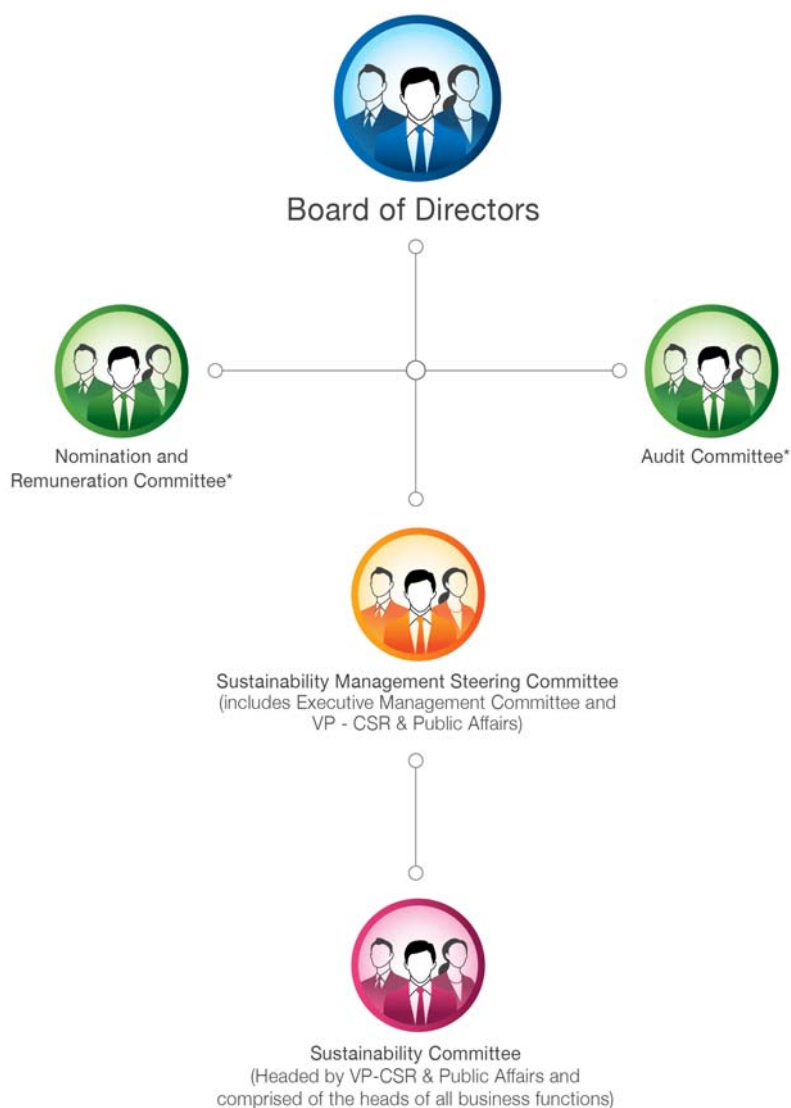 Board of Directors
Nomination and
Remuneration Committee*
Audit Committee*
Sustainability Management Steering Committee
(includes Executive Management Committee and
VP - CSR & Public Affairs)
Sustainability Committee
(Headed by VP-CSR & Public Affairs and
comprised of the heads of all business functions)